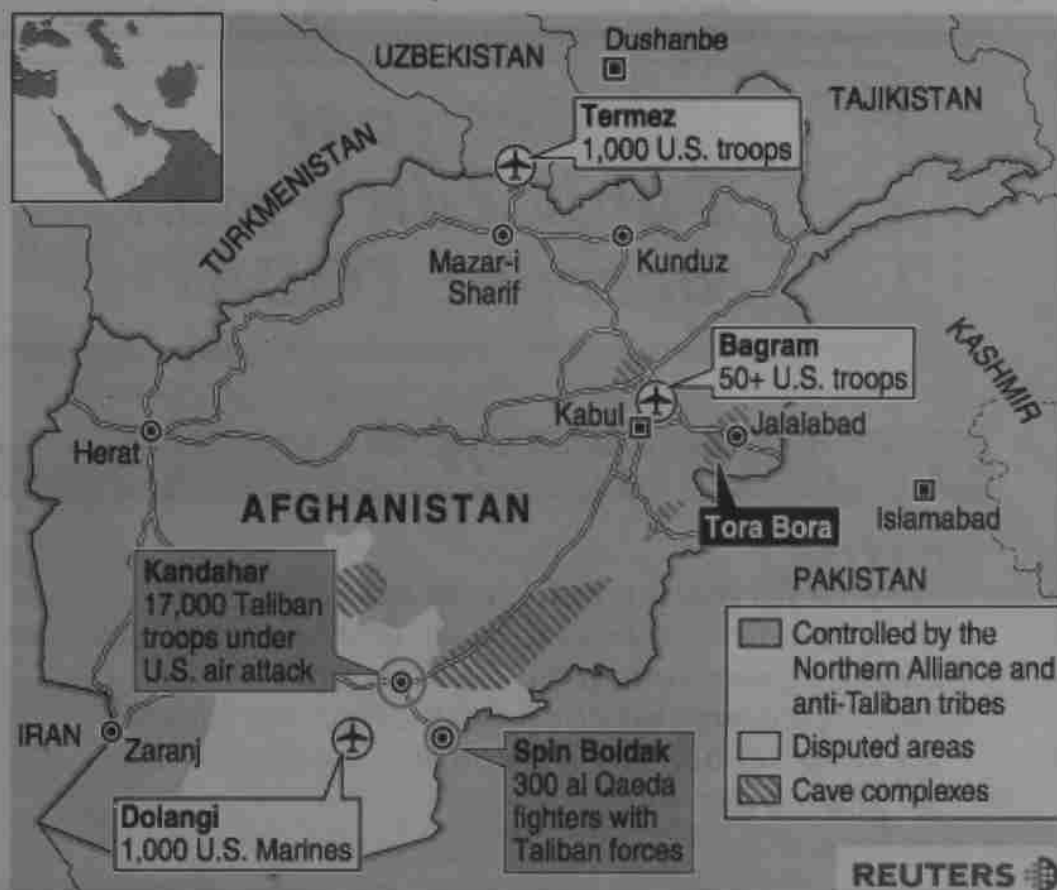 UZBEKISTAN
Dushanbe
TAJIKISTAN
Termez
1,000 U.S. troops
TURKMENISTAN
Mazar-i
Sharif
Kunduz
KASHMIR
Bagram
50+ U.S. troops
Kabul
Jalalabad
Herat
AFGHANISTAN
Tora Bora
Islamabad
Kandahar
17,000 Taliban
troops under
U.S. air attack
PAKISTAN
Controlled by the
Northern Alliance and
anti-Taliban tribes
Disputed areas
Cave complexes
IRAN
Zaranj
Spin Boldak
300 al Qaeda
fighters with
Taliban forces
Dolangi
1,000 U.S. Marines
REUTERS